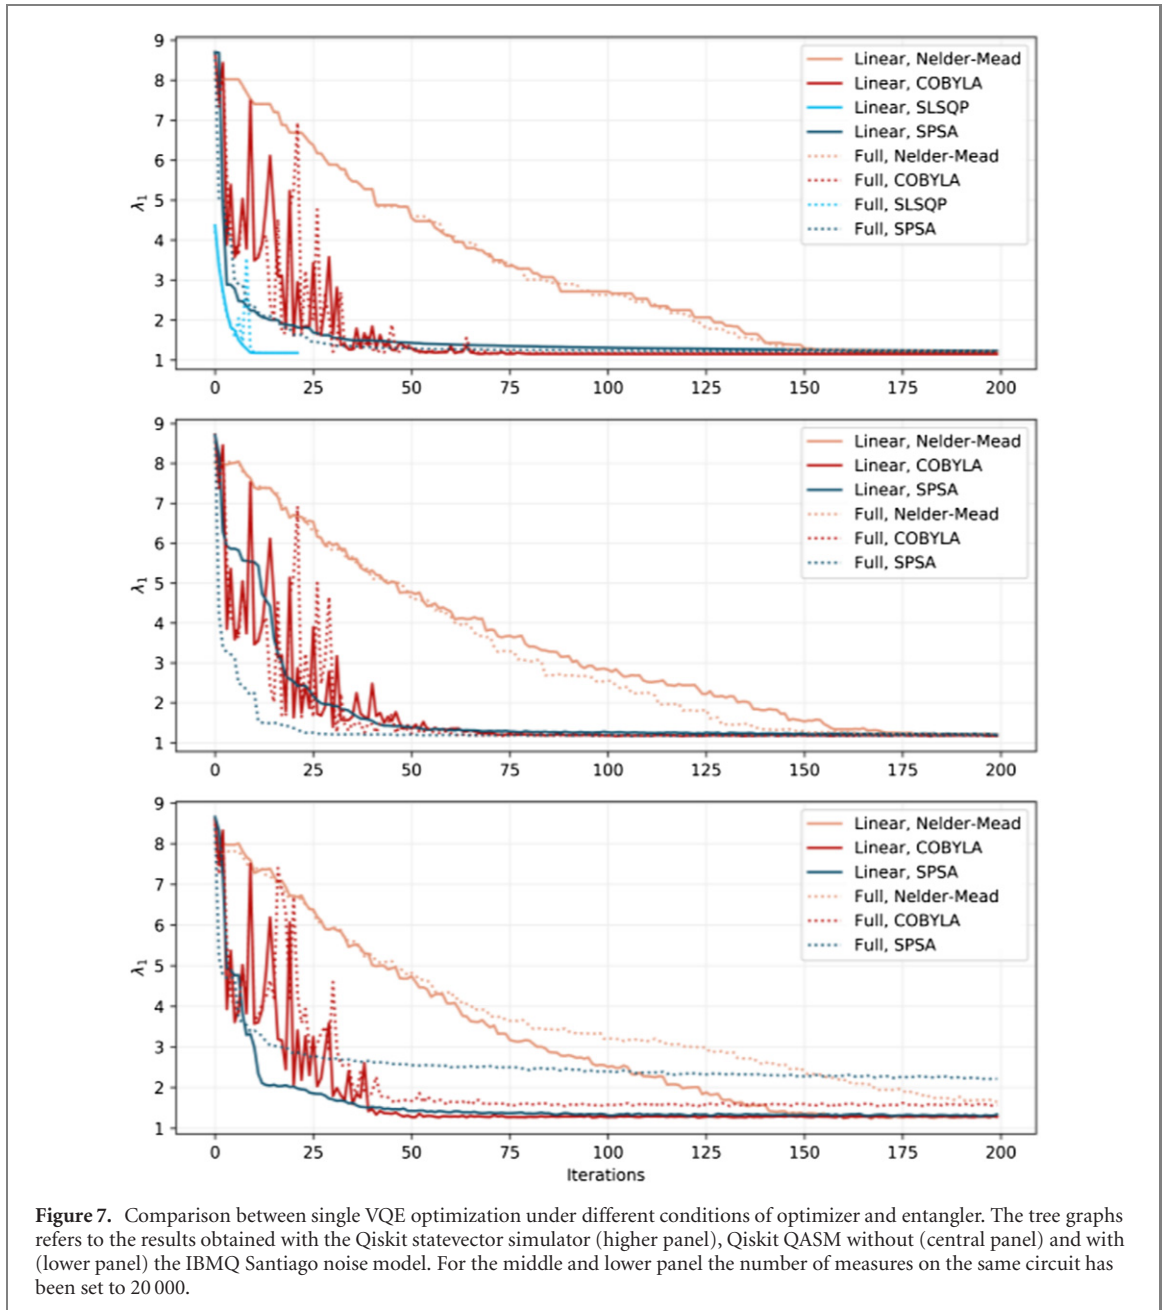 9
8
7
6
5
4
3
2
1
λ1
0 25 50 75 100 125 150 175 200
Linear, Nelder-Mead
Linear, COBYLA
Linear, SLSQP
Linear, SPSA
Full, Nelder-Mead
Full, COBYLA
Full, SLSQP
Full, SPSA
9
8
7
6
5
4
3
2
1
λ1
0 25 50 75 100 125 150 175 200
Linear, Nelder-Mead
Linear, COBYLA
Linear, SPSA
Full, Nelder-Mead
Full, COBYLA
Full, SPSA
9
8
7
6
5
4
3
2
1
λ1
0 25 50 75 100 125 150 175 200
Iterations
Linear, Nelder-Mead
Linear, COBYLA
Linear, SPSA
Full, Nelder-Mead
Full, COBYLA
Full, SPSA
Figure 7. Comparison between single VQE optimization under different conditions of optimizer and entangler. The tree graphs
refers to the results obtained with the Qiskit statevector simulator (higher panel), Qiskit QASM without (central panel) and with
(lower panel) the IBMQ Santiago noise model. For the middle and lower panel the number of measures on the same circuit has
been set to 20 000.